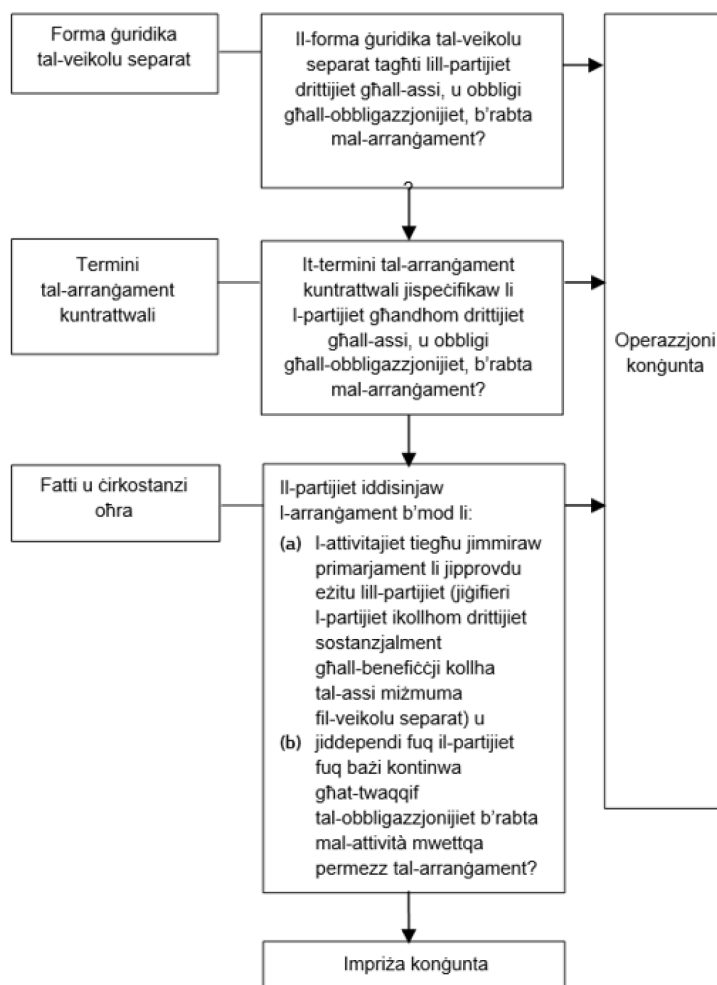 Forma ġuridika
tal-veikolu separat
Il-forma ġuridika tal-veikolu
separat tagħti lill-partijiet
drittijiet għall-assi, u obbligi
għall-obbligazzjonijiet, b'rabta
mal-arranġament?
?
Termini
tal-arranġament
kuntrattwali
It-termini tal-arranġament
kuntrattwali jispeċifikaw li
l-partijiet għandhom drittijiet
għall-assi, u obbligi
għall-obbligazzjonijiet, b'rabta
mal-arranġament?
Operazzjoni
konġunta
Fatti u ċirkostanzi
oħra
Il-partijiet iddisinjaw
l-arranġament b'mod li:
(a) l-attivitajiet tiegħu jimmiraw
primarjament li jipprovdu
eżitu lill-partijiet (jiġifieri
l-partijiet ikollhom drittijiet
sostanzjalment
għall-benefiċċji kollha
tal-assi miżmuma
fil-veikolu separat) u
(b) jiddependi fuq il-partijiet
fuq bażi kontinwa
għat-twaqqif
tal-obbligazzjonijiet b'rabta
mal-attività mwettqa
permezz tal-arranġament?
Impriża konġunta